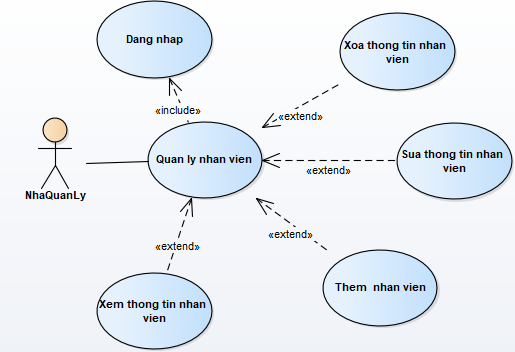 Dang nhap
Xoa thong tin nhan
vien
«include»
«extend»
Quan ly nhan vien
Sua thong tin nhan
vien
«extend»
NhaQuanLy
«extend»
«extend»
Xem thong tin nhan
vien
Them  nhan vien